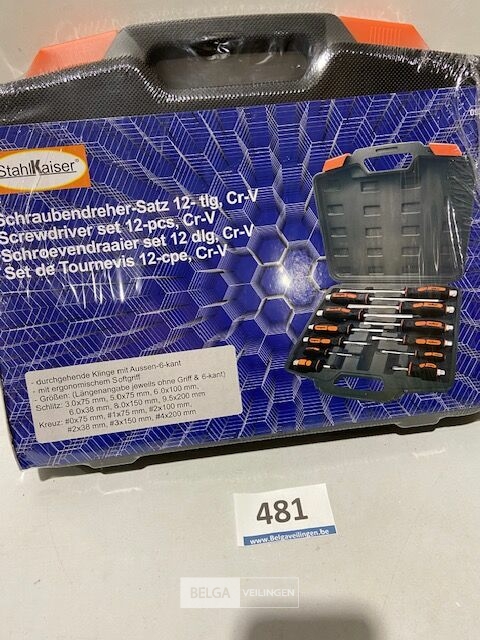 StahlKaiser®
Schraubendreher-Satz 12- tlg, Cr-V
Screwdriver set 12-pcs, Cr-V
Schroevendraaier set 12 dlg, Cr-V
Set de Tournevis 12-cpe, Cr-V
- durchgehende Klinge mit Aussen-6-kant
- mit ergonomischem Softgriff
- Größen: (Längenangabe jeweils ohne Griff & 6-kant)
Schlitz: 3.0x75 mm, 5.0x75 mm, 6.0x100 mm,
6.0x38 mm, 8.0x150 mm, 9.5x200 mm
Kreuz: #0x75 mm, #1x75 mm, #2x100 mm,
#2x38 mm, #3x150 mm, #4x200 mm
481
www.Belgaveilingen.be
BELGA VEILINGEN